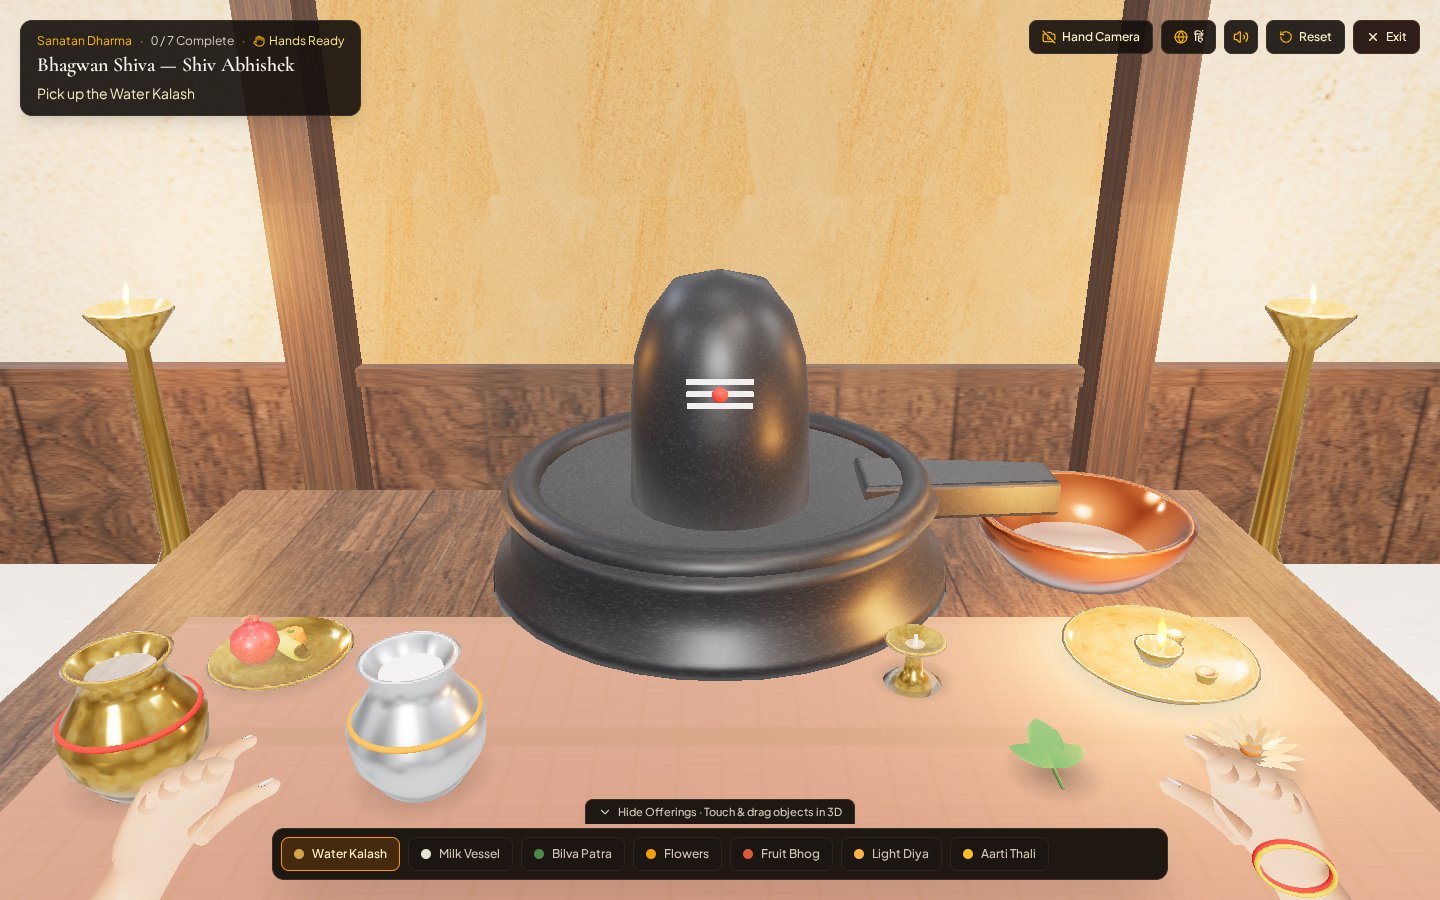 Sanatan Dharma · 0/7 Complete · Hands Ready
Bhagwan Shiva — Shiv Abhishek
Pick up the Water Kalash
Hand Camera
हिं
Reset
Exit
Hide Offerings · Touch & drag objects in 3D
Water Kalash
Milk Vessel
Bilva Patra
Flowers
Fruit Bhog
Light Diya
Aarti Thali